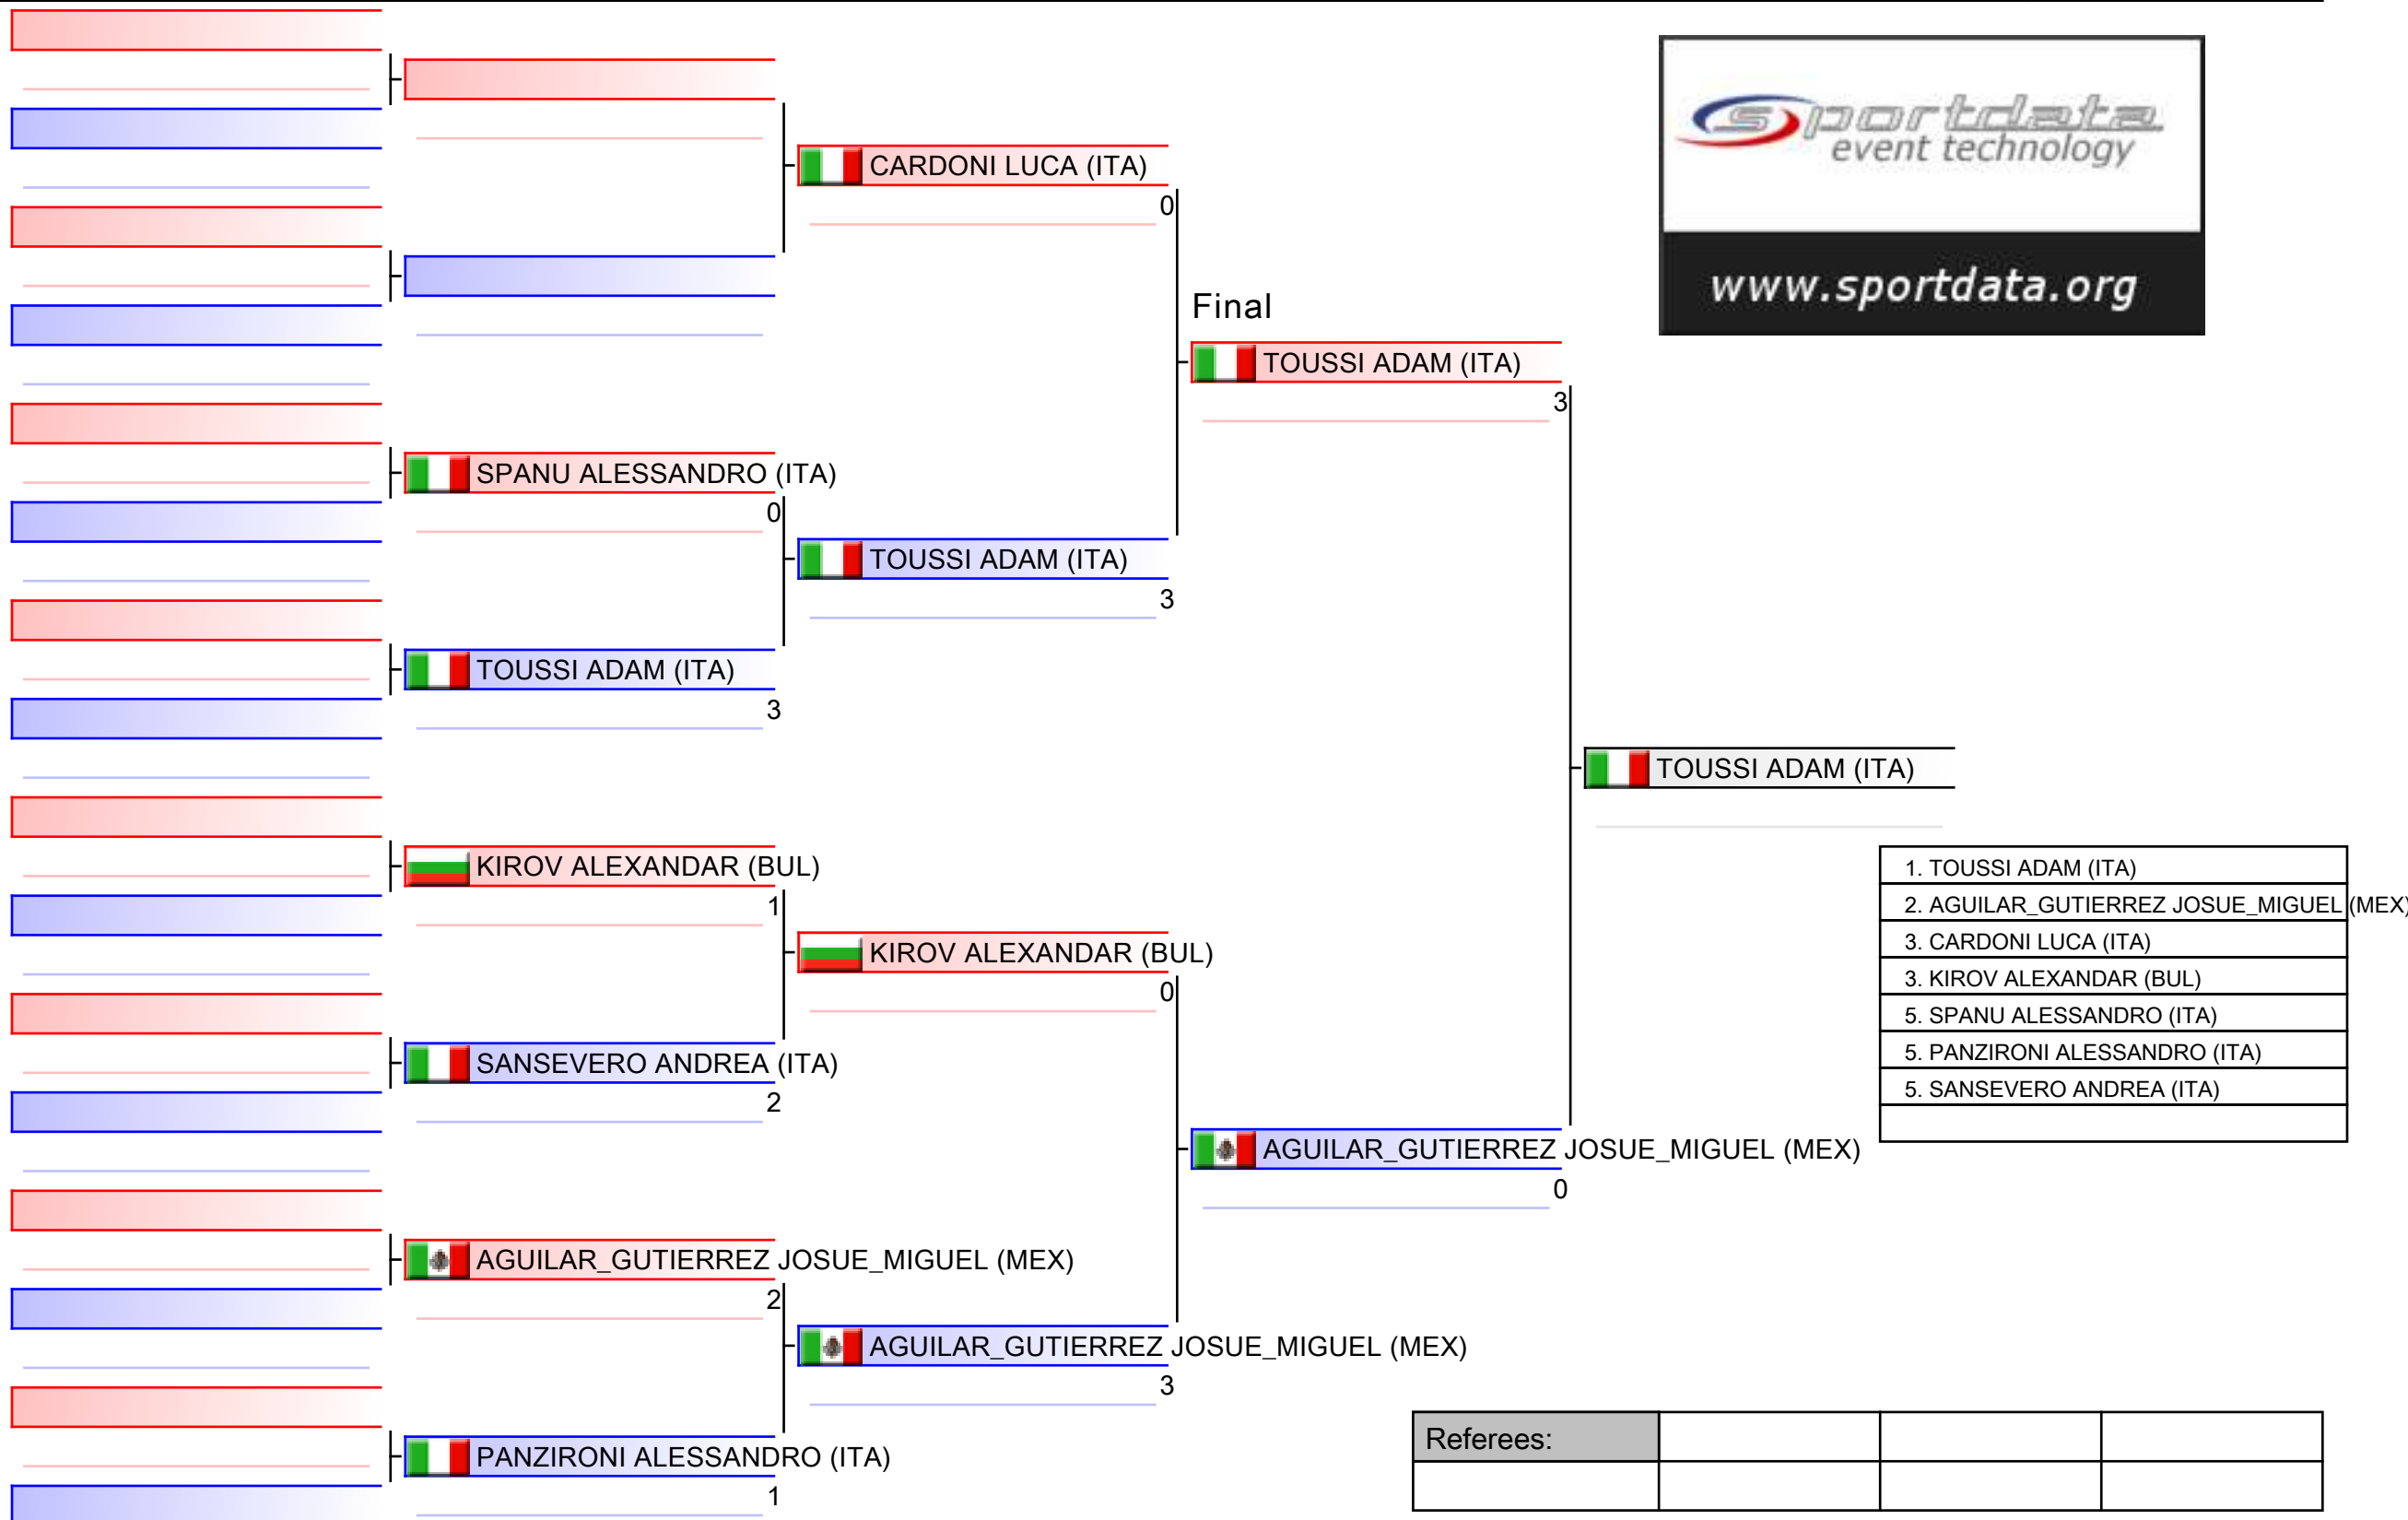 sportdata
event technology
www.sportdata.org
CARDONI LUCA (ITA)
0
Final
TOUSSI ADAM (ITA)
3
SPANU ALESSANDRO (ITA)
0
TOUSSI ADAM (ITA)
3
TOUSSI ADAM (ITA)
3
TOUSSI ADAM (ITA)
KIROV ALEXANDAR (BUL)
1
KIROV ALEXANDAR (BUL)
0
SANSEVERO ANDREA (ITA)
2
AGUILAR_GUTIERREZ JOSUE_MIGUEL (MEX)
0
AGUILAR_GUTIERREZ JOSUE_MIGUEL (MEX)
2
AGUILAR_GUTIERREZ JOSUE_MIGUEL (MEX)
3
PANZIRONI ALESSANDRO (ITA)
1
1. TOUSSI ADAM (ITA)
2. AGUILAR_GUTIERREZ JOSUE_MIGUEL (MEX)
3. CARDONI LUCA (ITA)
3. KIROV ALEXANDAR (BUL)
5. SPANU ALESSANDRO (ITA)
5. PANZIRONI ALESSANDRO (ITA)
5. SANSEVERO ANDREA (ITA)
Referees: